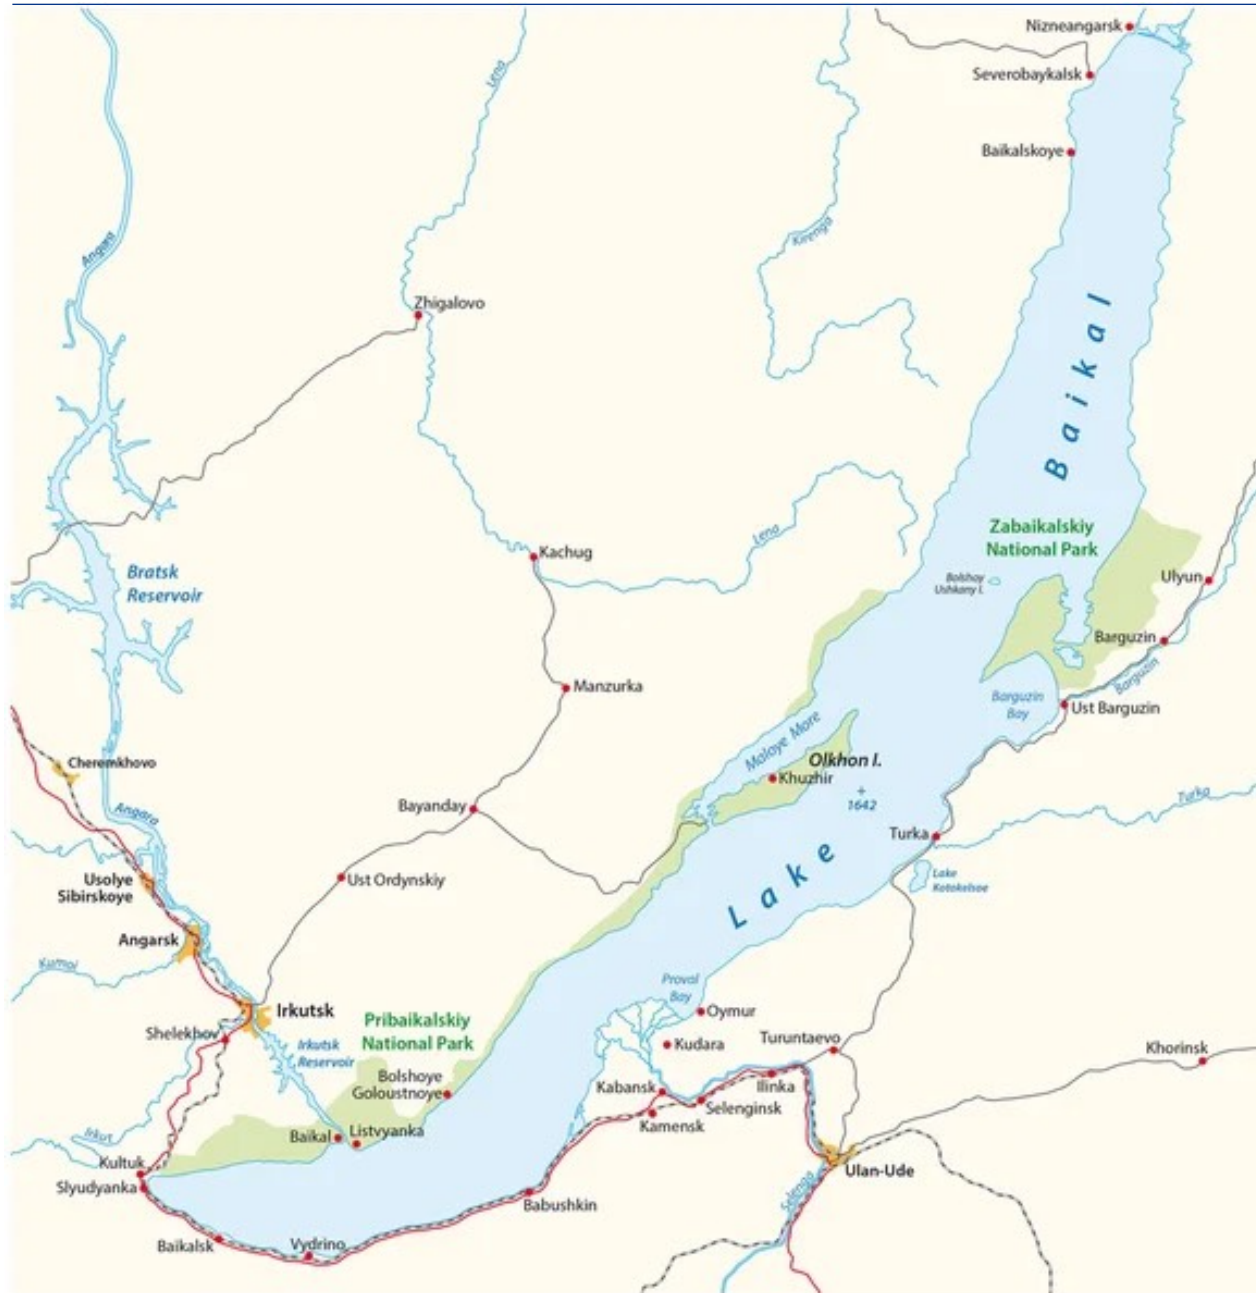 Nizneangarsk
Severobaykalsk
Baikalskoye
Lena
Kirenga
Angara
Zhigalovo
Baikal
Zabaikalskiy
National Park
Bolshoy
Ushkany I.
Ulyun
Barguzin
Barguzin
Barguzin
Bay
Ust Barguzin
Kachug
Lena
Bratsk
Reservoir
Manzurka
Maloye More
Olkhon I.
Khuzhir
1642
Cheremkhovo
Angara
Bayanday
Turka
Turka
Lake
Kotokelsoe
Lake
Usolye
Sibirskoye
Ust Ordynskiy
Angarsk
Kumoi
Proval
Bay
Oymur
Irkutsk
Pribaikalskiy
National Park
Shelekhov
Irkutsk
Reservoir
Kudara
Turuntaevo
Khorinsk
Bolshoye
Goloustnoye
Kabansk
Ilinka
Selenginsk
Kamensk
Irkut
Baikal
Listvyanka
Kultuk
Slyudyanka
Ulan-Ude
Selenga
Babushkin
Baikalsk
Vydrino